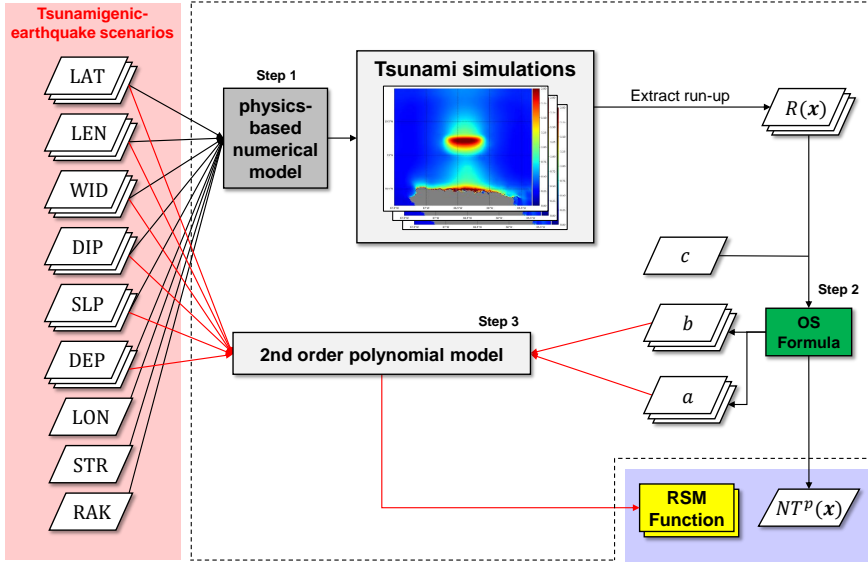 Tsunamigenic-
earthquake scenarios
LAT
LEN
WID
DIP
SLP
DEP
LON
STR
RAK
Step 1
physics-
based
numerical
model
Tsunami simulations
Extract run-up
R(x)
c
Step 2
OS
Formula
b
a
Step 3
2nd order polynomial model
RSM
Function
NTᵖ(x)